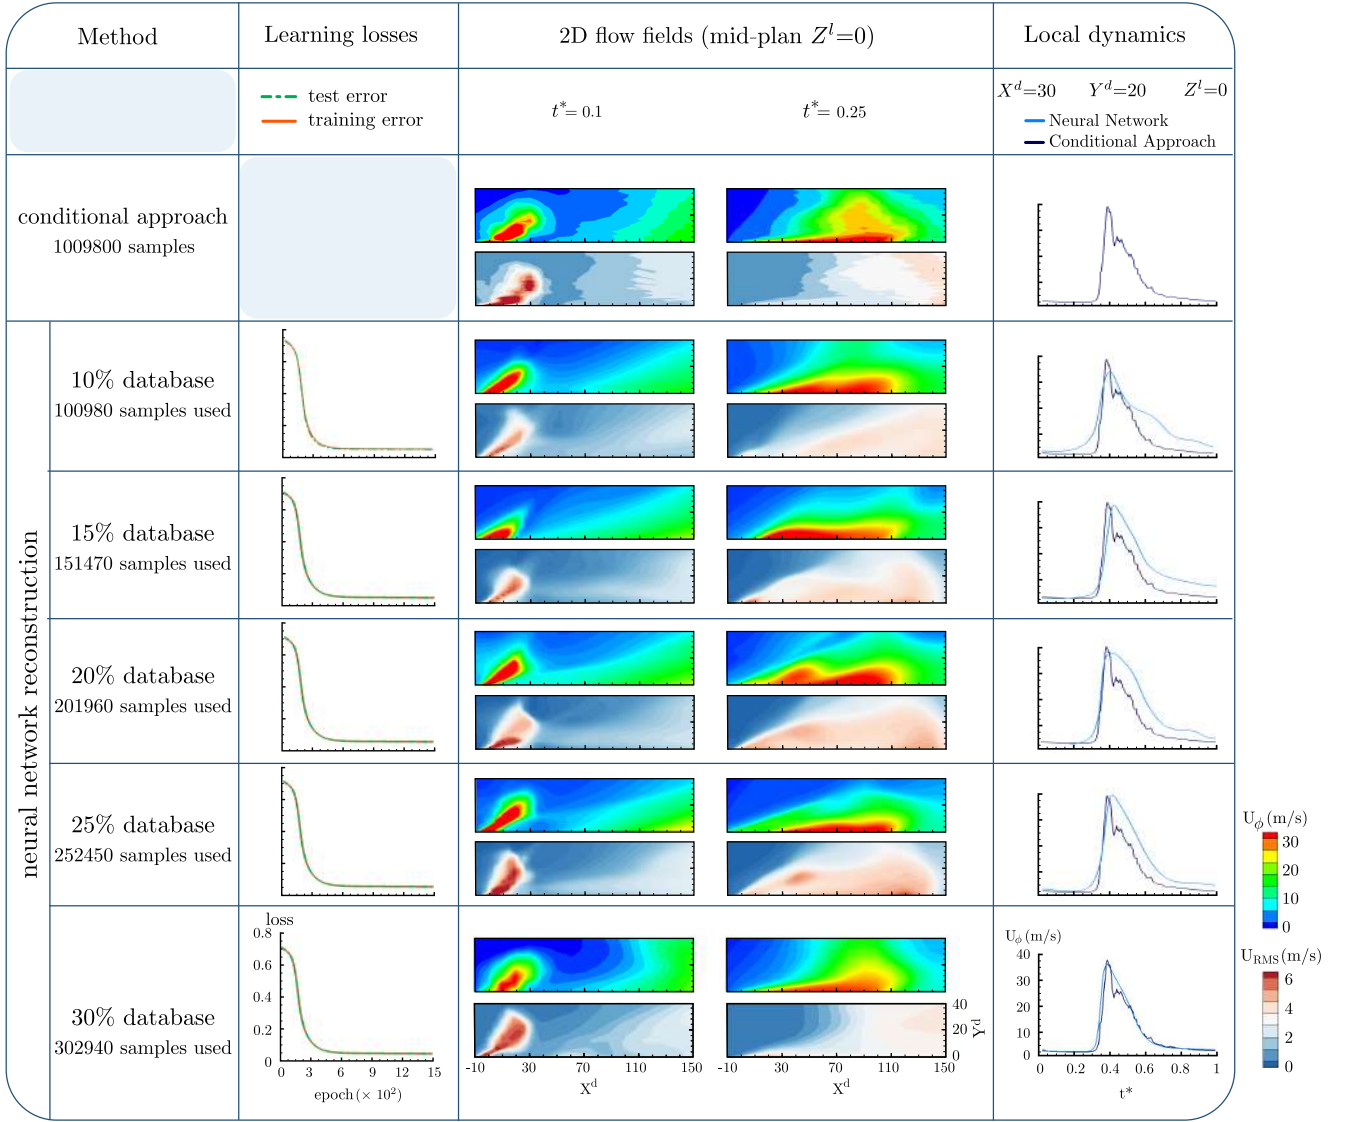 Method
Learning losses
2D flow fields (mid-plan Z^l=0)
Local dynamics
test error
training error
t*= 0.1
t*= 0.25
X^d=30 Y^d=20 Z^l=0
Neural Network
Conditional Approach
conditional approach
1009800 samples
neural network reconstruction
10% database
100980 samples used
15% database
151470 samples used
20% database
201960 samples used
25% database
252450 samples used
30% database
302940 samples used
loss
0.8
0.6
0.4
0.2
0
0 3 6 9 12 15
epoch (× 10^2)
-10 30 70 110 150
X^d
-10 30 70 110 150
X^d
40
20
0
Y^d
U_ϕ (m/s)
40
30
20
10
0
0 0.2 0.4 0.6 0.8 1
t*
U_ϕ (m/s)
30
20
10
0
U_RMS (m/s)
6
4
2
0